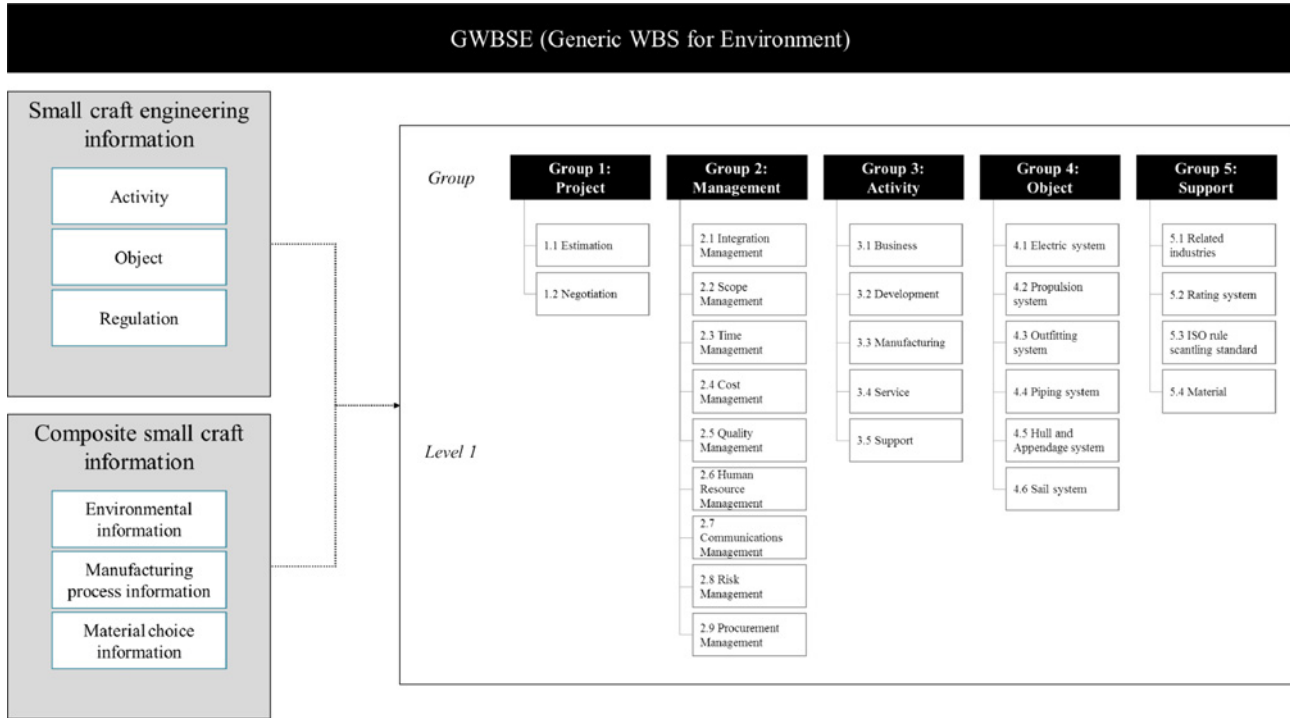 GWBSE (Generic WBS for Environment)
Small craft engineering
information
Activity
Object
Regulation
Composite small craft
information
Environmental
information
Manufacturing
process information
Material choice
information
Group
Level 1
Group 1:
Project
1.1 Estimation
1.2 Negotiation
Group 2:
Management
2.1 Integration
Management
2.2 Scope
Management
2.3 Time
Management
2.4 Cost
Management
2.5 Quality
Management
2.6 Human
Resource
Management
2.7
Communications
Management
2.8 Risk
Management
2.9 Procurement
Management
Group 3:
Activity
3.1 Business
3.2 Development
3.3 Manufacturing
3.4 Service
3.5 Support
Group 4:
Object
4.1 Electric system
4.2 Propulsion
system
4.3 Outfitting
system
4.4 Piping system
4.5 Hull and
Appendage system
4.6 Sail system
Group 5:
Support
5.1 Related
industries
5.2 Rating system
5.3 ISO rule
scantling standard
5.4 Material